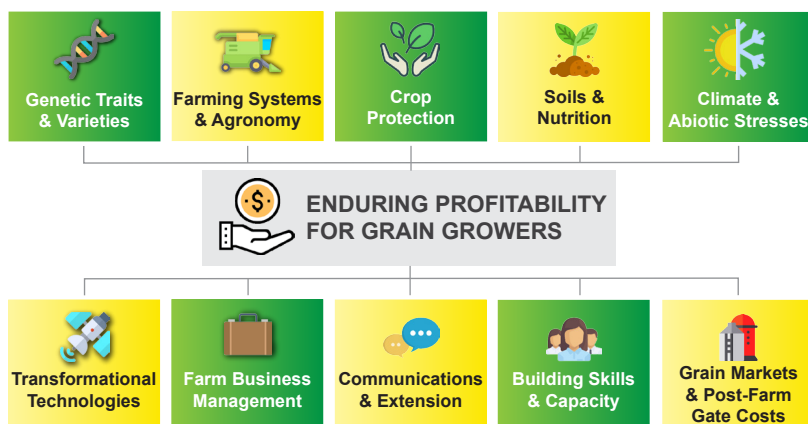 Genetic Traits
& Varieties
Farming Systems
& Agronomy
Crop
Protection
Soils &
Nutrition
Climate &
Abiotic Stresses
$
ENDURING PROFITABILITY
FOR GRAIN GROWERS
Transformational
Technologies
Farm Business
Management
Communications
& Extension
Building Skills
& Capacity
Grain Markets
& Post-Farm
Gate Costs